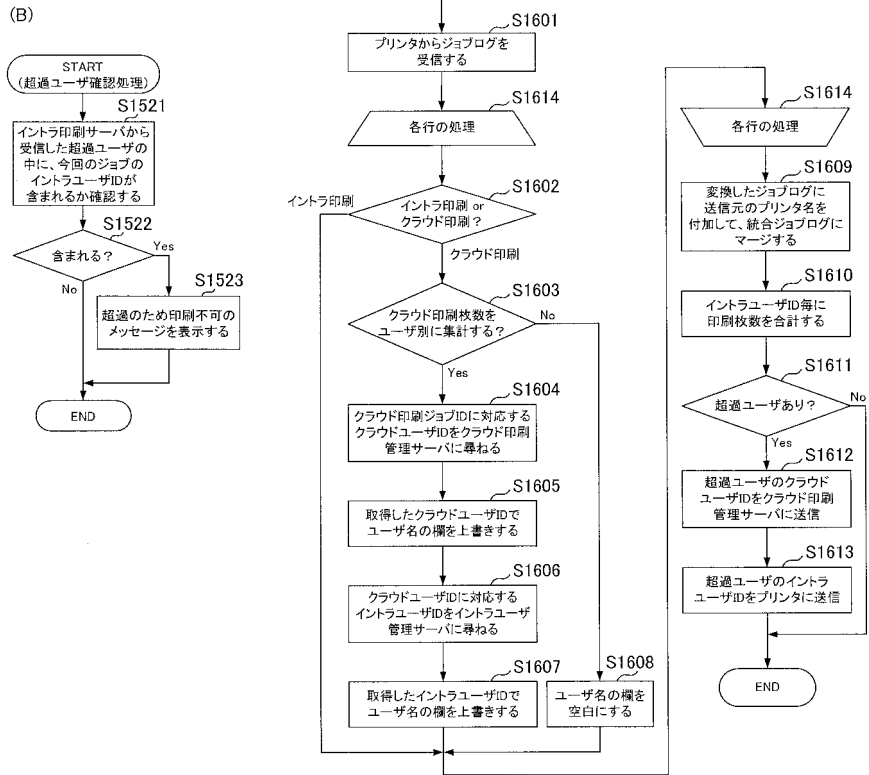 (B)
START
(超過ユーザ確認処理)
S1521
イントラ印刷サーバから
受信した超過ユーザの
中に、今回のジョブの
イントラユーザIDが
含まれるか確認する
S1522
含まれる?
Yes
No
S1523
超過のため印刷不可の
メッセージを表示する
END
S1601
プリンタからジョブログを
受信する
S1614
各行の処理
S1602
イントラ印刷
イントラ印刷 or
クラウド印刷?
クラウド印刷
S1603
クラウド印刷枚数を
ユーザ別に集計する?
No
Yes
S1604
クラウド印刷ジョブIDに対応する
クラウドユーザIDをクラウド印刷
管理サーバに尋ねる
S1605
取得したクラウドユーザIDで
ユーザ名の欄を上書きする
S1606
クラウドユーザIDに対応する
イントラユーザIDをイントラユーザ
管理サーバに尋ねる
S1607
取得したイントラユーザIDで
ユーザ名の欄を上書きする
S1608
ユーザ名の欄を
空白にする
S1614
各行の処理
S1609
変換したジョブログに
送信元のプリンタ名を
付加して、統合ジョブログに
マージする
S1610
イントラユーザID毎に
印刷枚数を合計する
S1611
超過ユーザあり?
No
Yes
S1612
超過ユーザのクラウド
ユーザIDをクラウド印刷
管理サーバに送信
S1613
超過ユーザのイントラ
ユーザIDをプリンタに送信
END